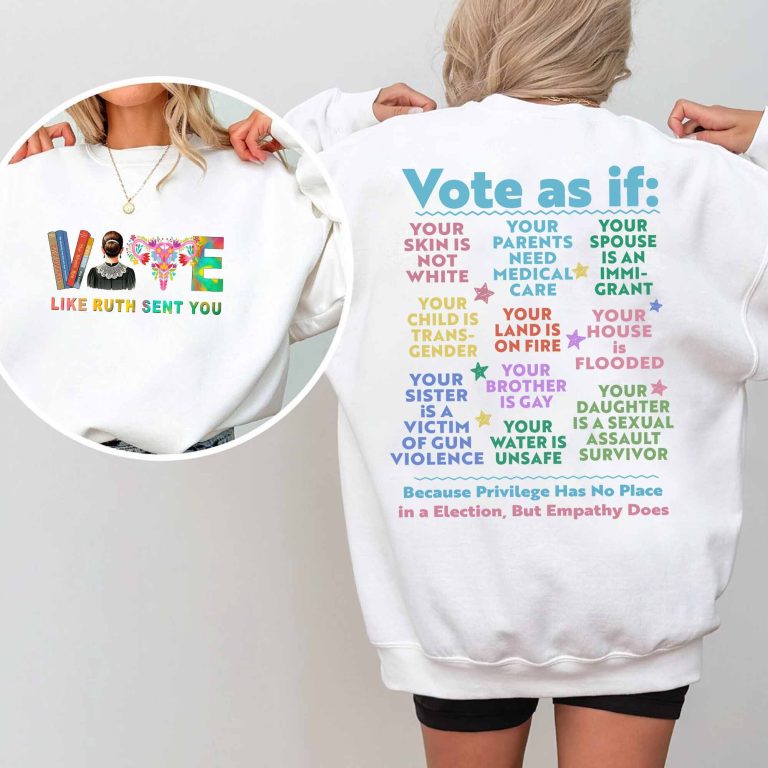 VOTE
LIKE RUTH SENT YOU
Vote as if:
YOUR
SKIN IS
NOT
WHITE
YOUR
PARENTS
NEED
MEDICAL
CARE
YOUR
SPOUSE
IS AN
IMMI-
GRANT
YOUR
CHILD IS
TRANS-
GENDER
YOUR
LAND IS
ON FIRE
YOUR
HOUSE
is
FLOODED
YOUR
SISTER
iS A
VICTIM
OF GUN
VIOLENCE
YOUR
BROTHER
IS GAY
YOUR
WATER IS
UNSAFE
YOUR
DAUGHTER
IS A SEXUAL
ASSAULT
SURVIVOR
Because Privilege Has No Place
in a Election, But Empathy Does